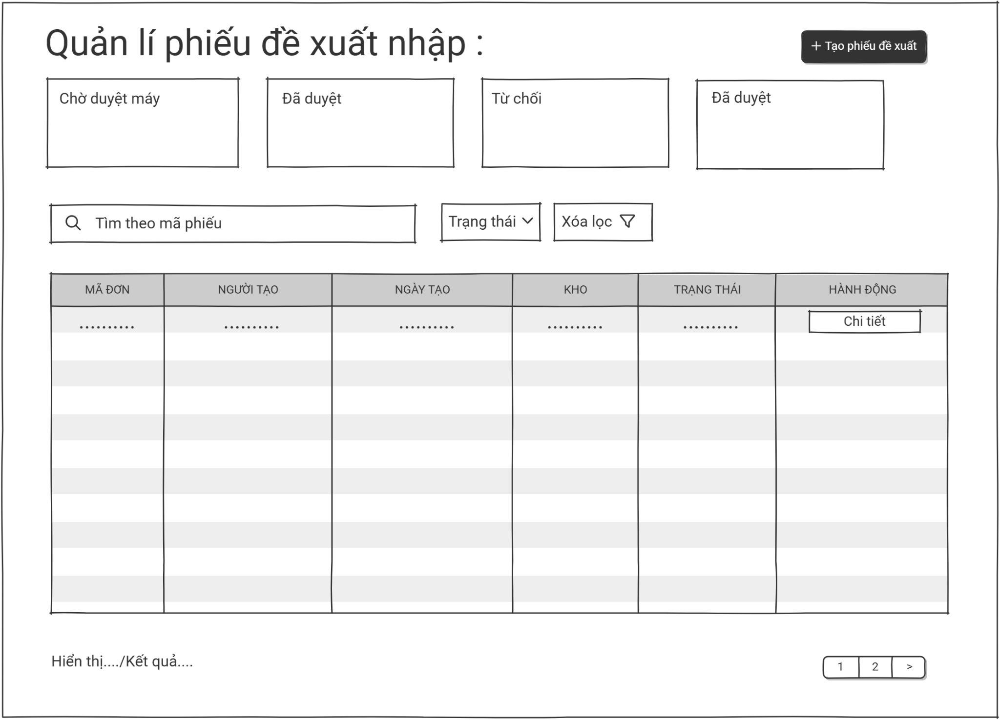 Quản lí phiếu đề xuất nhập :
+ Tạo phiếu đề xuất
Chờ duyệt máy
Đã duyệt
Từ chối
Đã duyệt
Tìm theo mã phiếu
Trạng thái
Xóa lọc
MÃ ĐƠN
NGƯỜI TẠO
NGÀY TẠO
KHO
TRẠNG THÁI
HÀNH ĐỘNG
..........
..........
..........
..........
..........
Chi tiết
Hiển thị..../Kết quả....
1
2
>